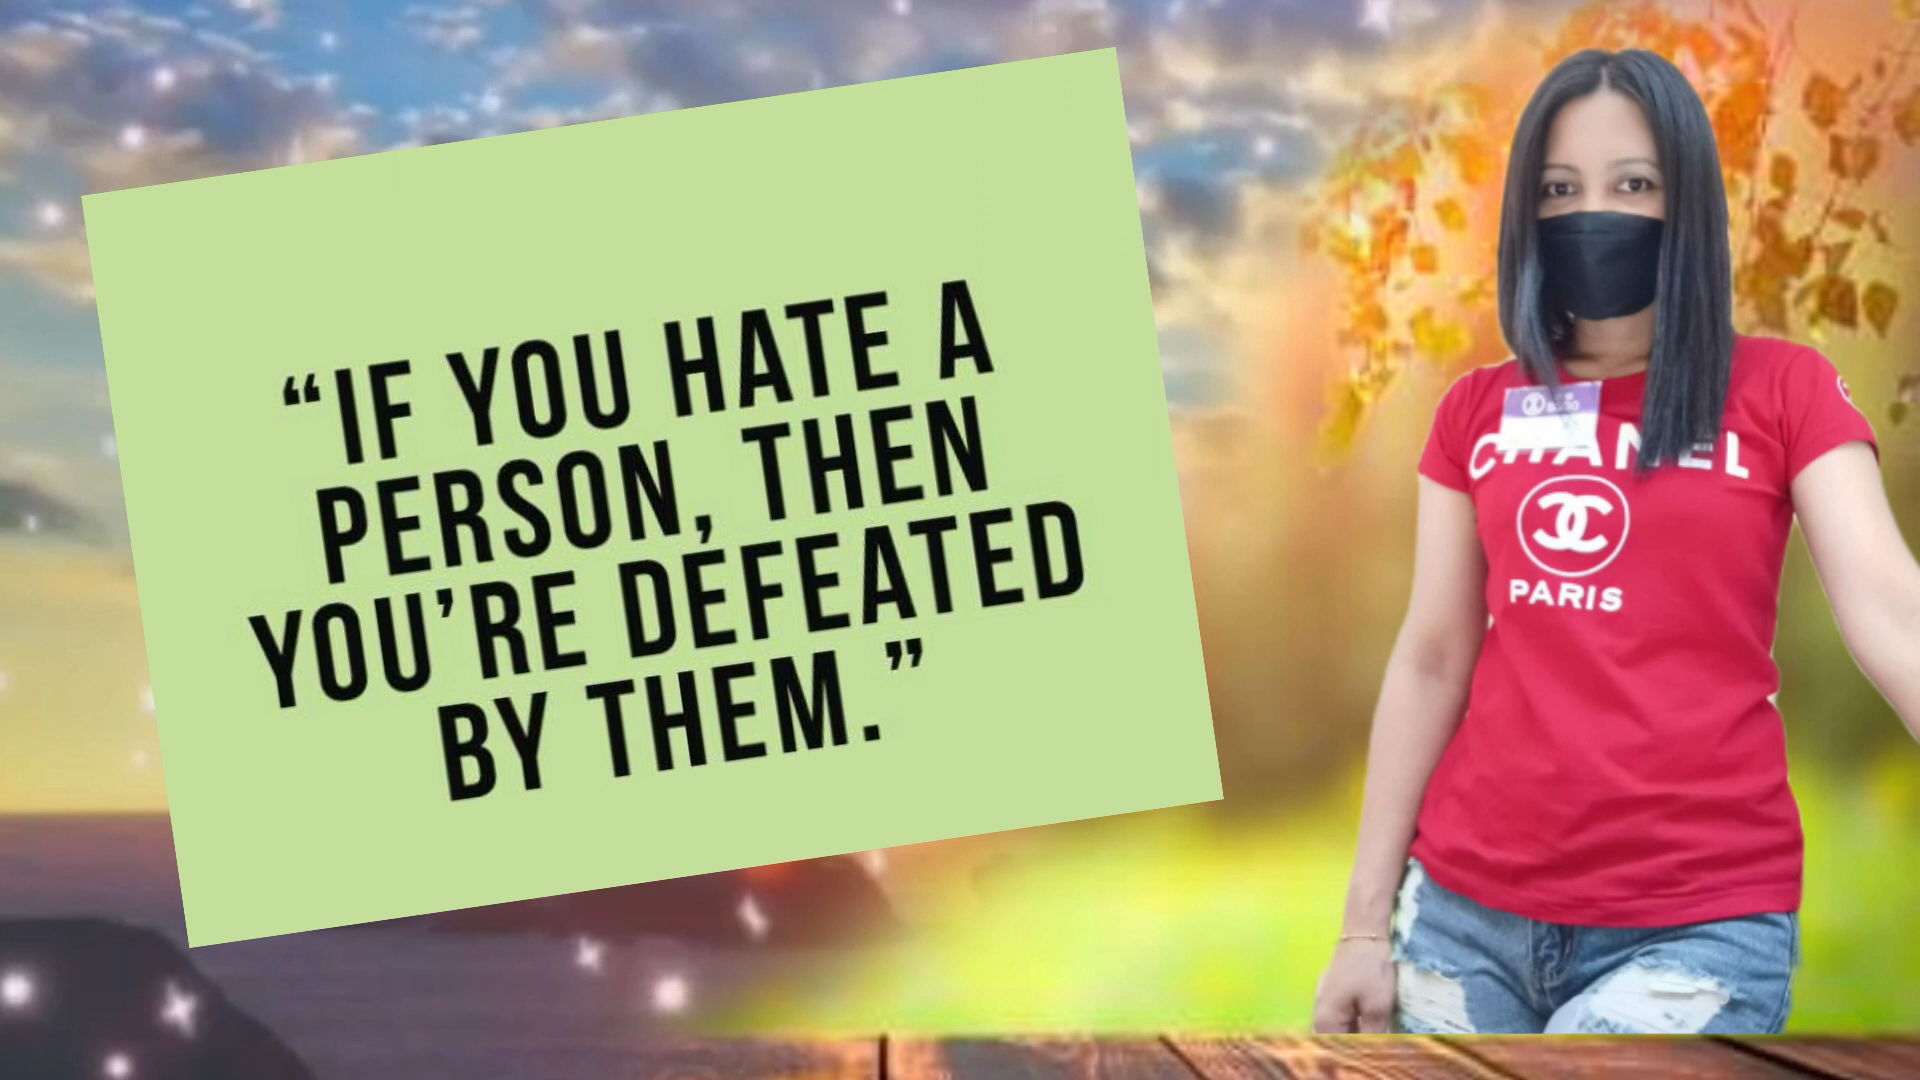 “IF YOU HATE A
PERSON, THEN
YOU’RE DEFEATED
BY THEM.”
CHANEL
PARIS